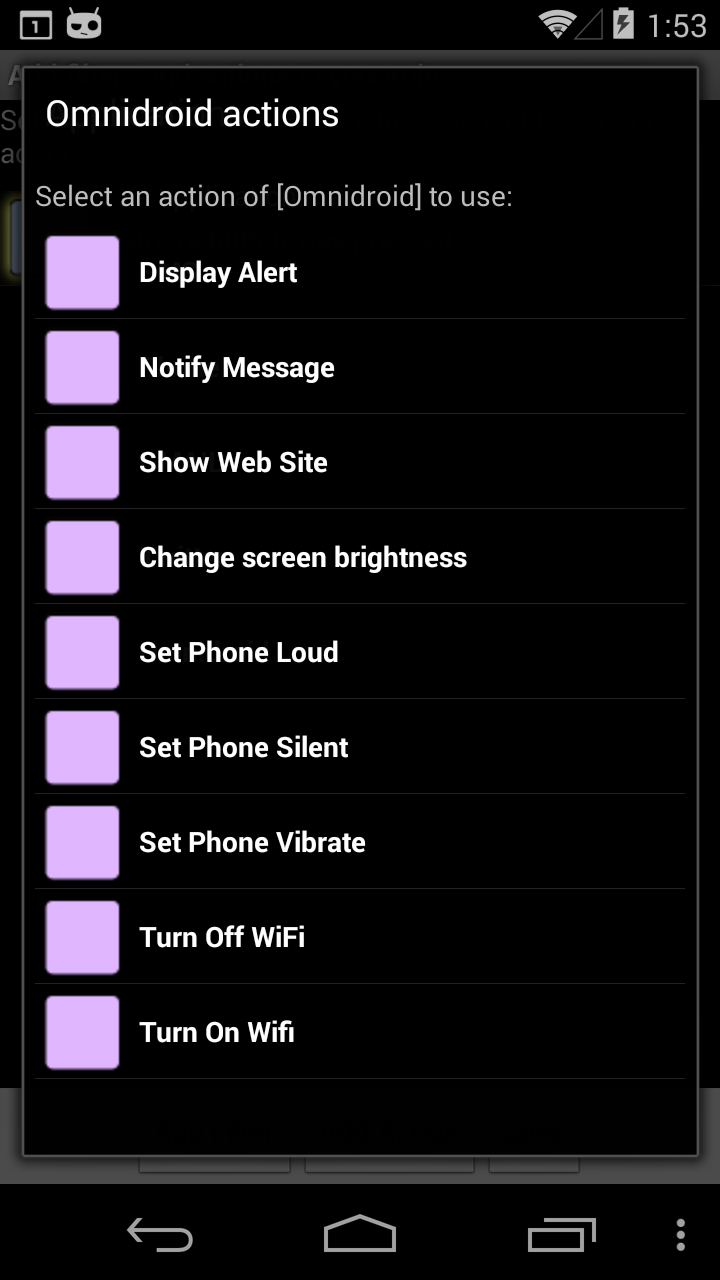 1
1:53
Omnidroid actions
Select an action of [Omnidroid] to use:
Display Alert
Notify Message
Show Web Site
Change screen brightness
Set Phone Loud
Set Phone Silent
Set Phone Vibrate
Turn Off WiFi
Turn On Wifi